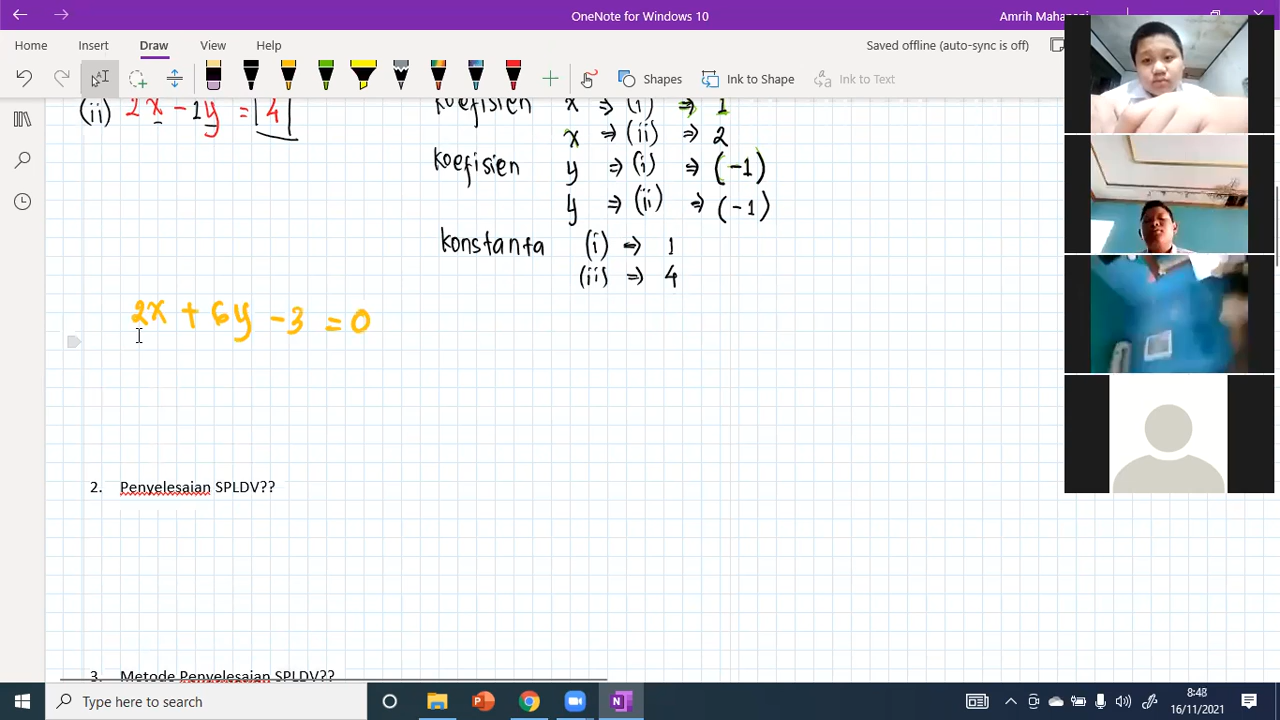 OneNote for Windows 10
Home Insert Draw View Help
Saved offline (auto-sync is off)
Shapes Ink to Shape Ink to Text
(ii) 2x - 1y = 4
koefisien x ⇒ (i) ⇒ 1
x ⇒ (ii) ⇒ 2
koefisien y ⇒ (i) ⇒ (-1)
y ⇒ (ii) ⇒ (-1)
konstanta (i) ⇒ 1
(ii) ⇒ 4
2x + 6y - 3 = 0
2. Penyelesaian SPLDV??
3. Metode Penyelesaian SPLDV??
Type here to search
8:48
16/11/2021